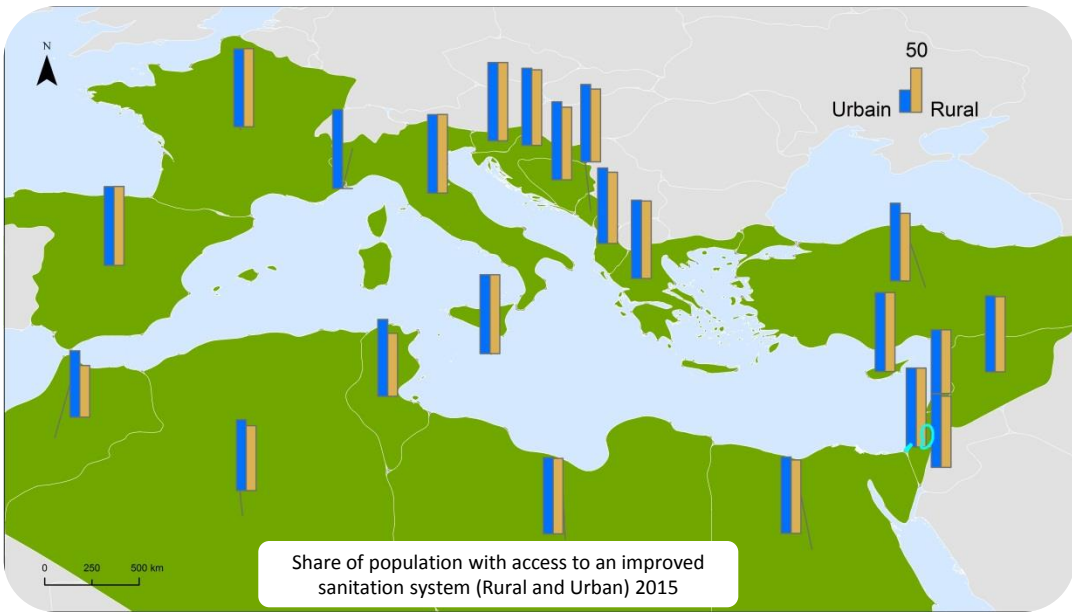 N
50
Urbain Rural
0 250 500 km
Share of population with access to an improved
sanitation system (Rural and Urban) 2015